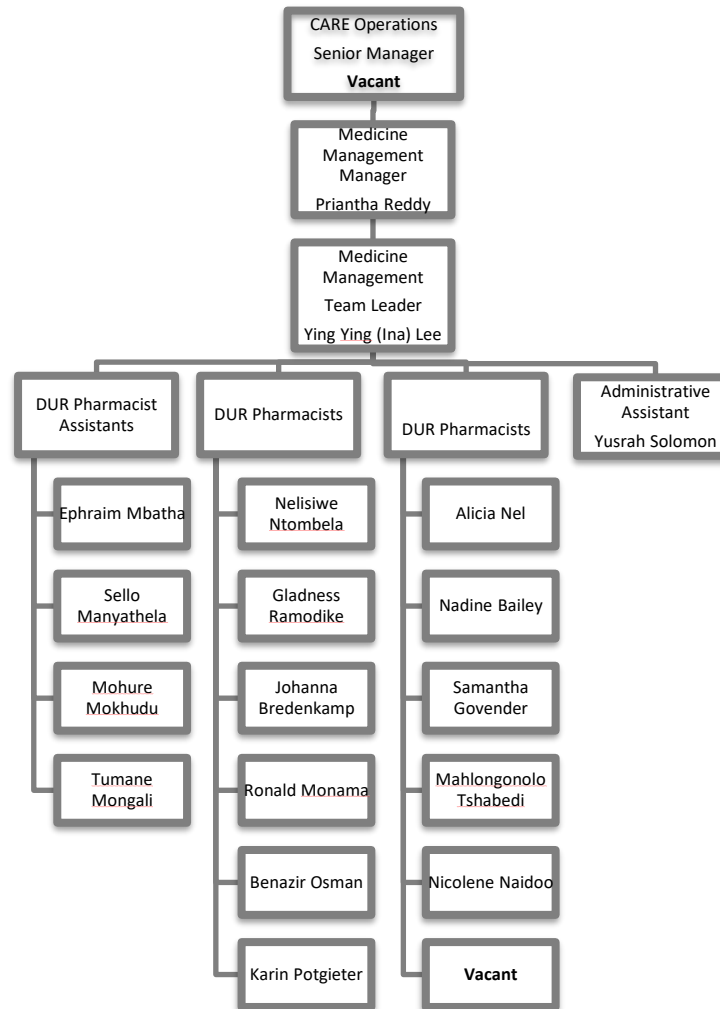 CARE Operations
Senior Manager
Vacant
Medicine
Management
Manager
Priantha Reddy
Medicine
Management
Team Leader
Ying Ying (Ina) Lee
DUR Pharmacist
Assistants
Ephraim Mbatha
Sello
Manyathela
Mohure
Mokhudu
Tumane
Mongali
DUR Pharmacists
Nelisiwe
Ntombela
Gladness
Ramodike
Johanna
Bredenkamp
Ronald Monama
Benazir Osman
Karin Potgieter
DUR Pharmacists
Alicia Nel
Nadine Bailey
Samantha
Govender
Mahlongonolo
Tshabedi
Nicolene Naidoo
Vacant
Administrative
Assistant
Yusrah Solomon